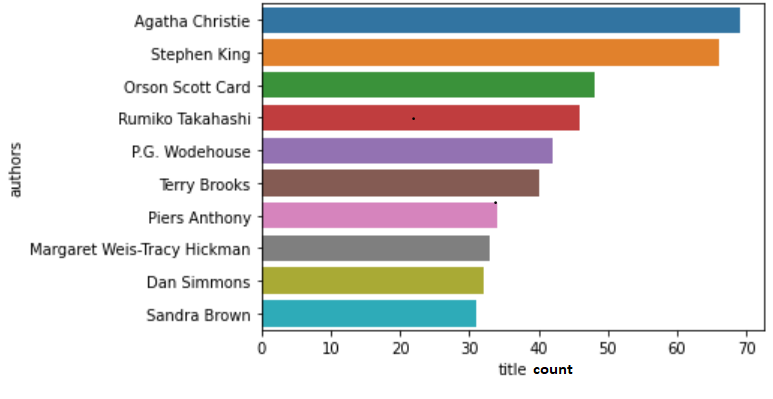 Agatha Christie
Stephen King
Orson Scott Card
Rumiko Takahashi
P.G. Wodehouse
Terry Brooks
Piers Anthony
Margaret Weis-Tracy Hickman
Dan Simmons
Sandra Brown
authors
0 10 20 30 40 50 60 70
title count